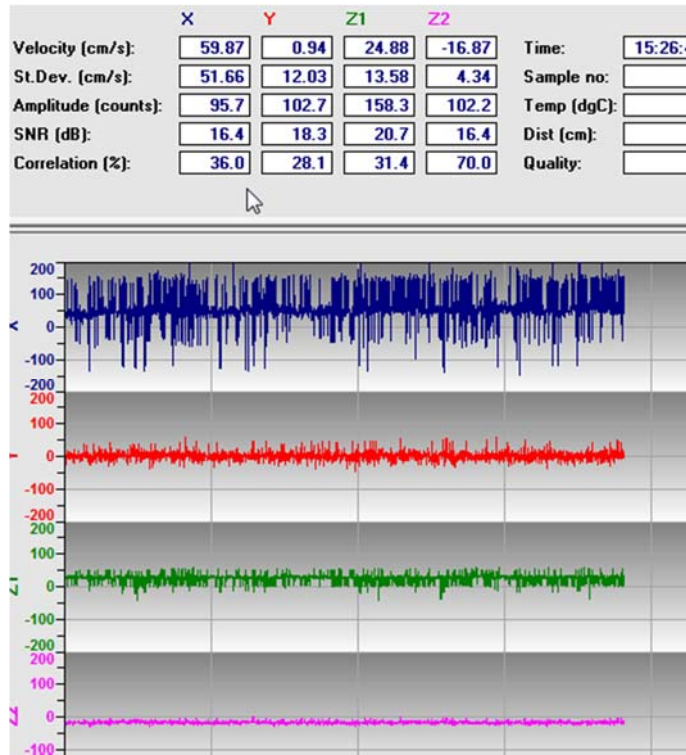 X Y Z1 Z2
Velocity (cm/s): 59.87 0.94 24.88 -16.87 Time: 15:26:
St.Dev. (cm/s): 51.66 12.03 13.58 4.34 Sample no:
Amplitude (counts): 95.7 102.7 158.3 102.2 Temp (dgC):
SNR (dB): 16.4 18.3 20.7 16.4 Dist (cm):
Correlation (%): 36.0 28.1 31.4 70.0 Quality:
200
100
X 0
-100
-200
200
100
Y 0
-100
-200
200
100
Z1 0
-100
-200
200
100
Z2 0
-100